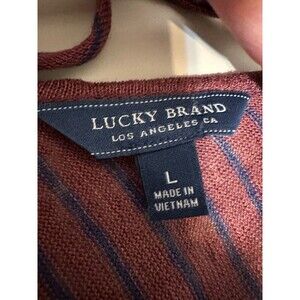 LUCKY BRAND
LOS ANGELES CA
L
MADE IN
VIETNAM